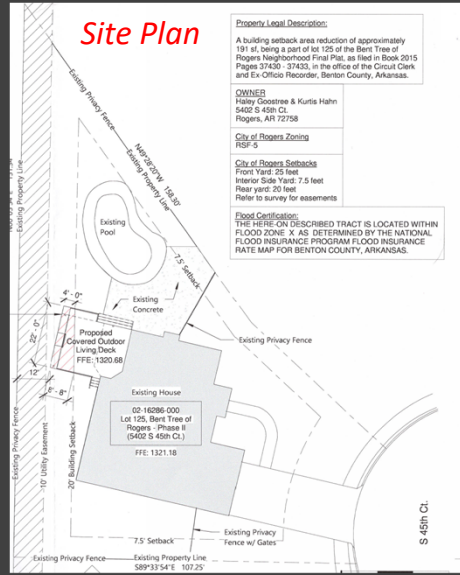 Site Plan
Property Legal Description:
A building setback area reduction of approximately
191 sf, being a part of lot 125 of the Bent Tree of
Rogers Neighborhood Final Plat, as filed in Book 2015
Pages 37430 - 37433, in the office of the Circuit Clerk
and Ex-Officio Recorder, Benton County, Arkansas.
OWNER
Haley Goostree & Kurtis Hahn
5402 S 45th Ct.
Rogers, AR 72758
City of Rogers Zoning
RSF-5
City of Rogers Setbacks
Front Yard: 25 feet
Interior Side Yard: 7.5 feet
Rear yard: 20 feet
Refer to survey for easements
Flood Certification:
THE HERE-ON DESCRIBED TRACT IS LOCATED WITHIN
FLOOD ZONE X AS DETERMINED BY THE NATIONAL
FLOOD INSURANCE PROGRAM FLOOD INSURANCE
RATE MAP FOR BENTON COUNTY, ARKANSAS.
Existing Privacy Fence
N49°28'20"W 158.30'
Existing Property Line
Existing Property Line
Existing
Pool
7.5' Setback
4' - 0"
Existing
Concrete
22' - 0"
Proposed
Covered Outdoor
Living Deck
FFE: 1320.68
Existing Privacy Fence
12'
6' - 8"
Existing House
02-16286-000
Lot 125, Bent Tree of
Rogers - Phase II
(5402 S 45th Ct.)
FFE: 1321.18
Existing Privacy Fence
10' Utility Easement
20' Building Setback
S 45th Ct.
7.5' Setback
Existing Privacy
Fence w/ Gates
Existing Privacy Fence
Existing Property Line
S89°33'54"E 107.25'